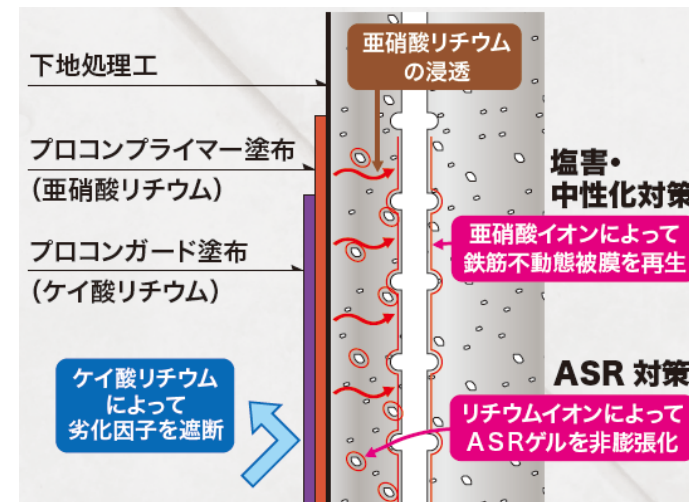 下地処理工
プロコンプライマー塗布
(亜硝酸リチウム)
プロコンガード塗布
(ケイ酸リチウム)
ケイ酸リチウム
によって
劣化因子を遮断
亜硝酸リチウム
の浸透
塩害・
中性化対策
亜硝酸イオンによって
鉄筋不動態被膜を再生
ASR 対策
リチウムイオンによって
ASRゲルを非膨張化